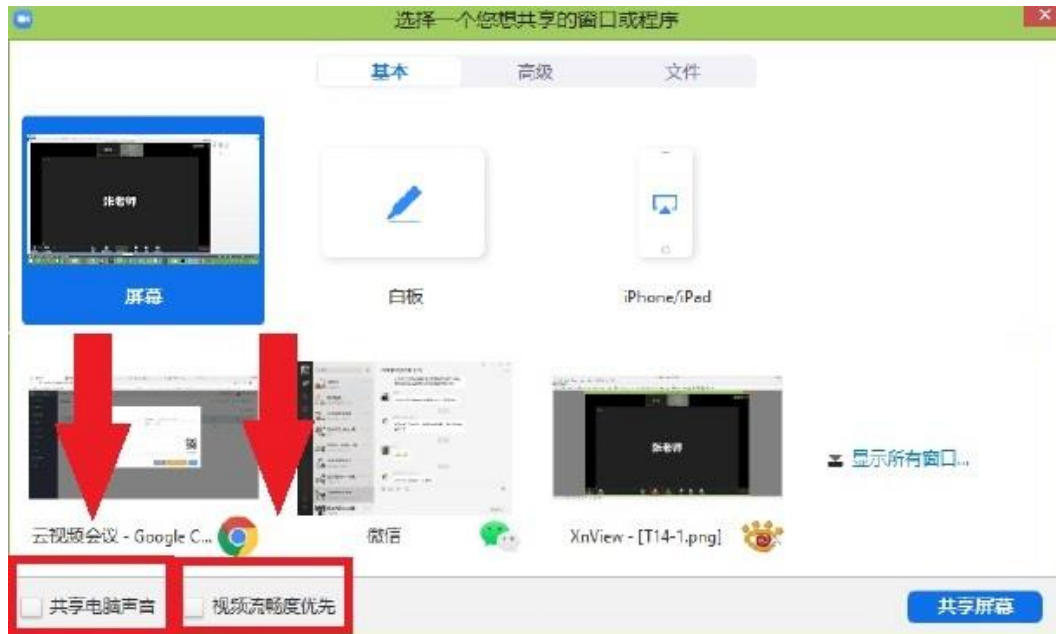 选择一个您想共享的窗口或程序
基本 高级 文件
张老师
屏幕 白板 iPhone/iPad
张老师
显示所有窗口...
云视频会议 - Google C... 微信 XnView - [T14-1.png]
共享电脑声音 视频流畅度优先 共享屏幕